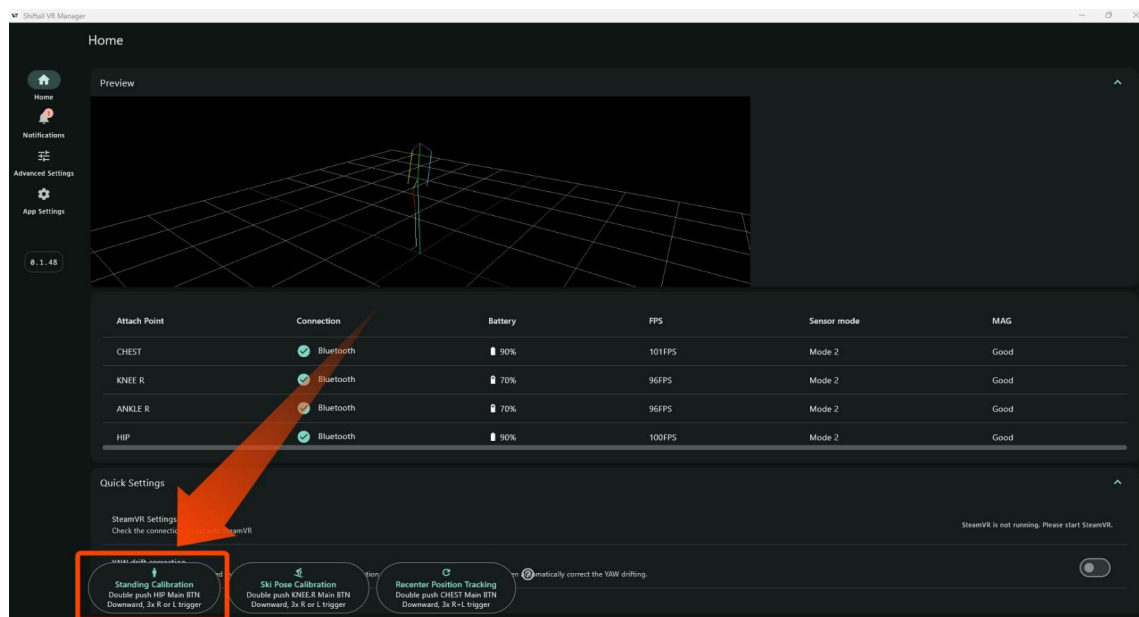 Shiftall VR Manager
Home
Home
Notifications
1
Advanced Settings
App Settings
0.1.48
Preview
Attach Point Connection Battery FPS Sensor mode MAG
CHEST Bluetooth 90% 101FPS Mode 2 Good
KNEE R Bluetooth 70% 96FPS Mode 2 Good
ANKLE R Bluetooth 70% 96FPS Mode 2 Good
HIP Bluetooth 90% 100FPS Mode 2 Good
Quick Settings
SteamVR Settings
Check the connection SteamVR
SteamVR is not running. Please start SteamVR.
YAW drift correction
matically correct the YAW drifting.
Standing Calibration
Double push HIP Main BTN
Downward, 3x R or L trigger
Ski Pose Calibration
Double push KNEE.R Main BTN
Downward, 3x R or L trigger
Recenter Position Tracking
Double push CHEST Main BTN
Downward, 3x R+L trigger